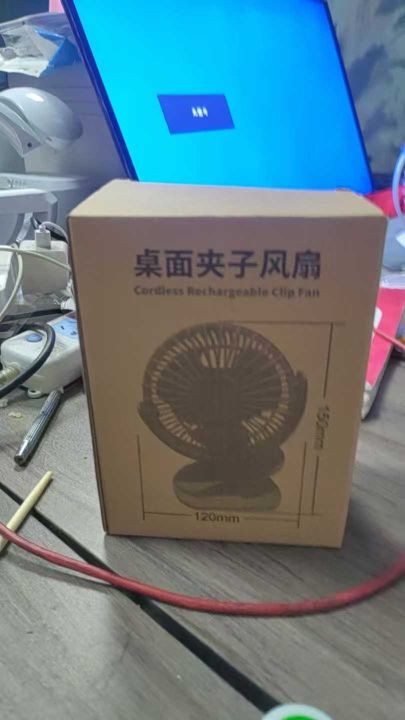 桌面夹子风扇
Cordless Rechargeable Clip Fan
150mm
120mm